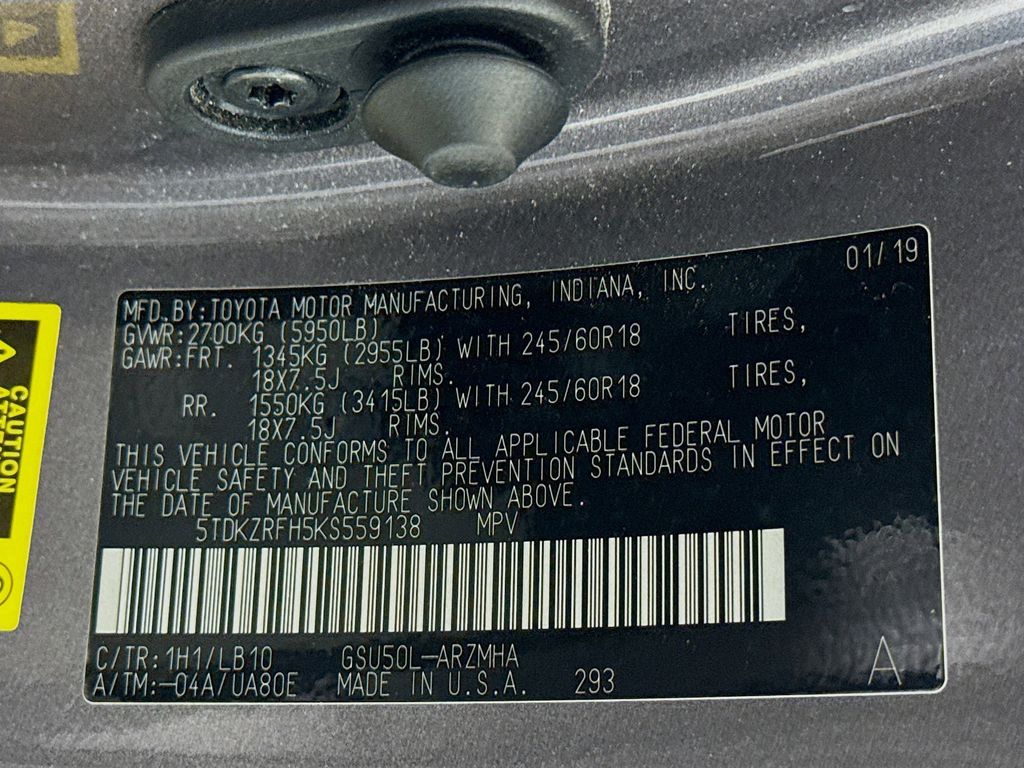 01/19
MFD.BY:TOYOTA MOTOR MANUFACTURING, INDIANA, INC.
GVWR:2700KG (5950LB)
GAWR:FRT. 1345KG (2955LB) WITH 245/60R18 TIRES,
18X7.5J RIMS.
RR. 1550KG (3415LB) WITH 245/60R18 TIRES,
18X7.5J RIMS.
THIS VEHICLE CONFORMS TO ALL APPLICABLE FEDERAL MOTOR
VEHICLE SAFETY AND THEFT PREVENTION STANDARDS IN EFFECT ON
THE DATE OF MANUFACTURE SHOWN ABOVE.
5TDKZRFH5KS559138 MPV
C/TR:1H1/LB10 GSU50L-ARZMHA
A/TM:-04A/UA80E MADE IN U.S.A. 293
A
CAUTION